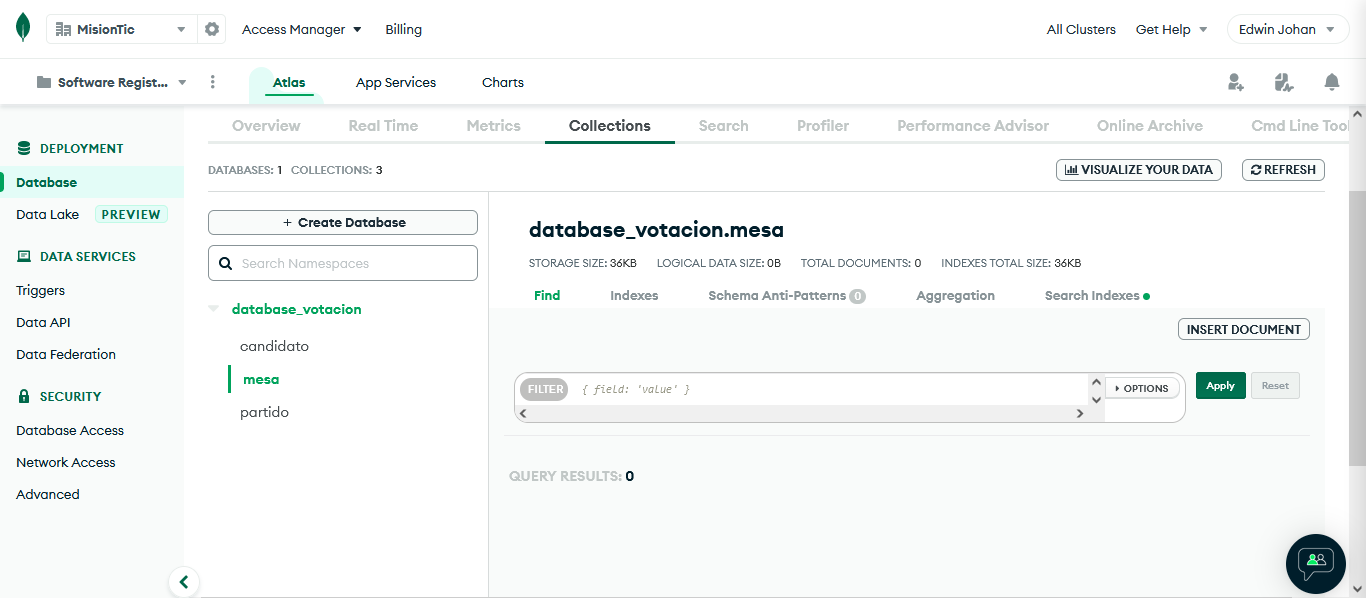 MisionTic Access Manager Billing All Clusters Get Help Edwin Johan
Software Regist... Atlas App Services Charts
Overview Real Time Metrics Collections Search Profiler Performance Advisor Online Archive Cmd Line Tool
DEPLOYMENT
Database
Data Lake PREVIEW
DATA SERVICES
Triggers
Data API
Data Federation
SECURITY
Database Access
Network Access
Advanced
DATABASES: 1 COLLECTIONS: 3
VISUALIZE YOUR DATA REFRESH
+ Create Database
Search Namespaces
database_votacion
candidato
mesa
partido
database_votacion.mesa
STORAGE SIZE: 36KB LOGICAL DATA SIZE: 0B TOTAL DOCUMENTS: 0 INDEXES TOTAL SIZE: 36KB
Find Indexes Schema Anti-Patterns 0 Aggregation Search Indexes
INSERT DOCUMENT
FILTER { field: 'value' } OPTIONS Apply Reset
QUERY RESULTS: 0